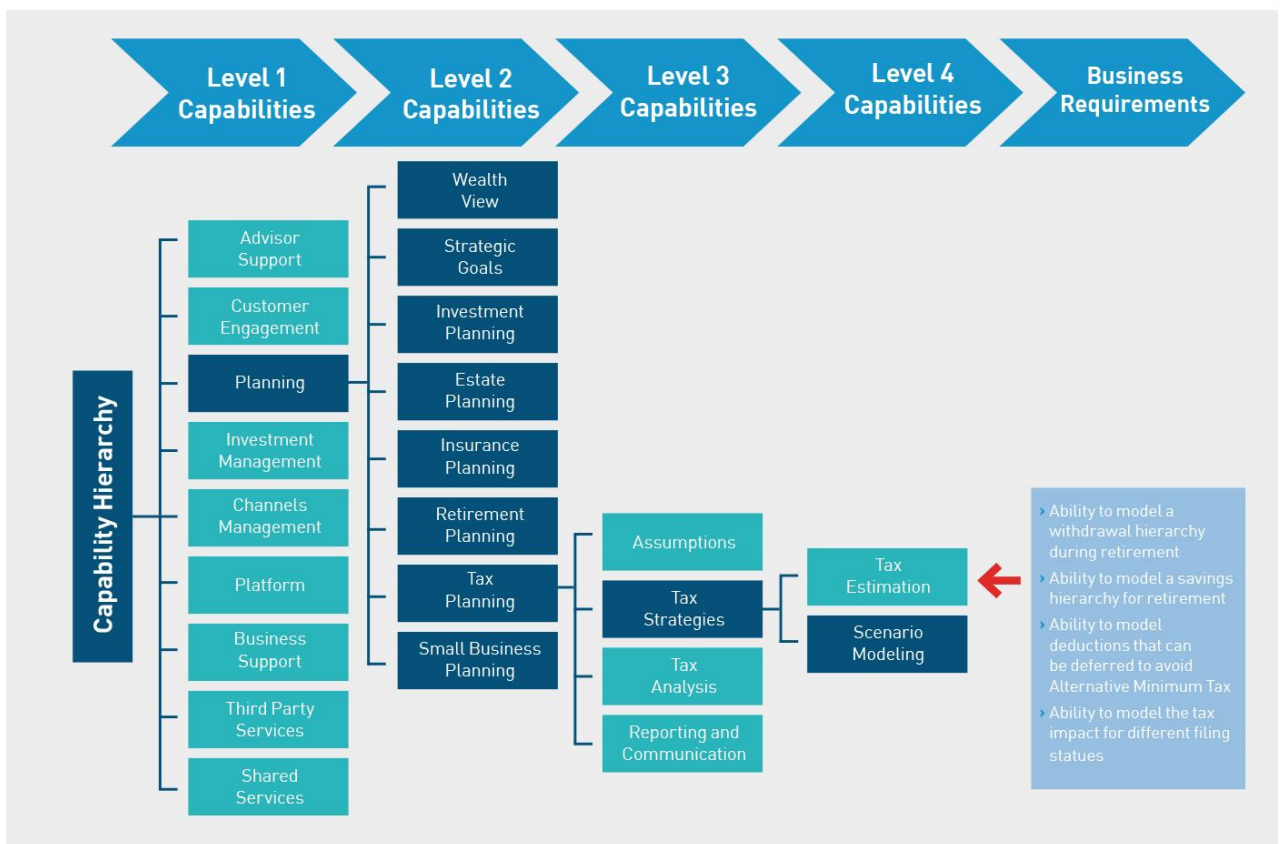 Level 1
Capabilities
Level 2
Capabilities
Level 3
Capabilities
Level 4
Capabilities
Business
Requirements
Capability Hierarchy
Advisor
Support
Customer
Engagement
Planning
Investment
Management
Channels
Management
Platform
Business
Support
Third Party
Services
Shared
Services
Wealth
View
Strategic
Goals
Investment
Planning
Estate
Planning
Insurance
Planning
Retirement
Planning
Tax
Planning
Small Business
Planning
Assumptions
Tax
Strategies
Tax
Analysis
Reporting and
Communication
Tax
Estimation
Scenario
Modeling
› Ability to model a
withdrawal hierarchy
during retirement
› Ability to model a savings
hierarchy for retirement
› Ability to model
deductions that can
be deferred to avoid
Alternative Minimum Tax
› Ability to model the tax
impact for different filing
statues